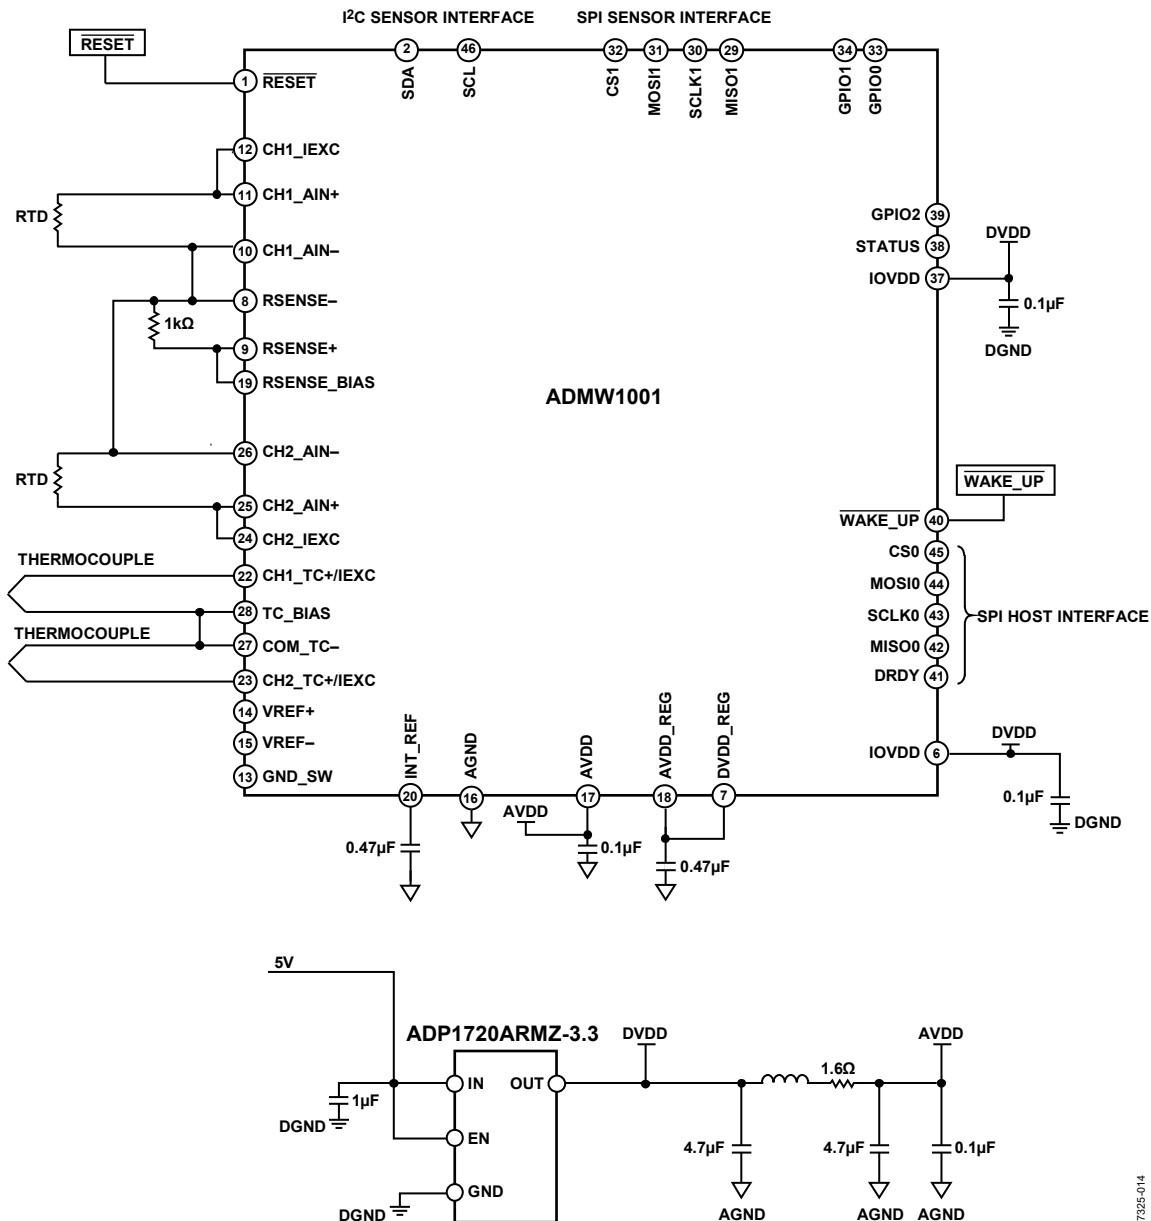 I2C SENSOR INTERFACE
SPI SENSOR INTERFACE
RESET
2
46
32
31
30
29
34
33
SDA
SCL
CS1
MOSI1
SCLK1
MISO1
GPIO1
GPIO0
1 RESET
12 CH1_IEXC
11 CH1_AIN+
RTD
10 CH1_AIN–
8 RSENSE–
1kΩ
9 RSENSE+
19 RSENSE_BIAS
26 CH2_AIN–
RTD
25 CH2_AIN+
24 CH2_IEXC
THERMOCOUPLE
22 CH1_TC+/IEXC
28 TC_BIAS
THERMOCOUPLE
27 COM_TC–
23 CH2_TC+/IEXC
14 VREF+
15 VREF–
13 GND_SW
ADMW1001
GPIO2 39
STATUS 38
DVDD
IOVDD 37
0.1µF
DGND
WAKE_UP
WAKE_UP 40
CS0 45
MOSI0 44
SCLK0 43
SPI HOST INTERFACE
MISO0 42
DRDY 41
DVDD
IOVDD 6
0.1µF
DGND
INT_REF
AGND
AVDD
AVDD_REG
DVDD_REG
20
16
17
18
7
AVDD
0.47µF
0.1µF
0.47µF
5V
ADP1720ARMZ-3.3
DVDD
AVDD
1.6Ω
IN
OUT
1µF
DGND
EN
4.7µF
4.7µF
0.1µF
GND
DGND
AGND
AGND
AGND
7325-014